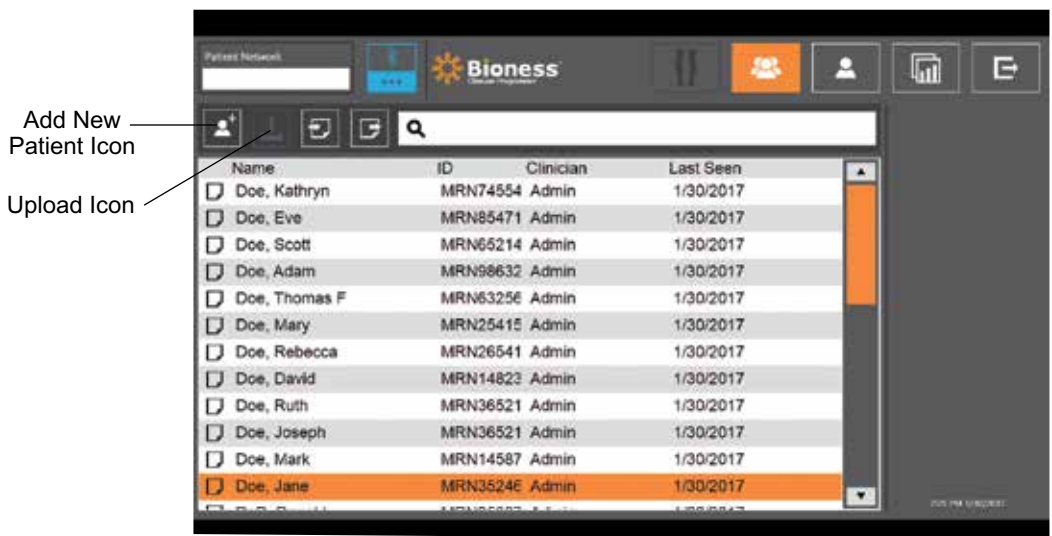 Patient Network
Bioness
Clinician Programmer
Add New
Patient Icon
Upload Icon
Name ID Clinician Last Seen
Doe, Kathryn MRN74554 Admin 1/30/2017
Doe, Eve MRN85471 Admin 1/30/2017
Doe, Scott MRN65214 Admin 1/30/2017
Doe, Adam MRN98632 Admin 1/30/2017
Doe, Thomas F MRN63256 Admin 1/30/2017
Doe, Mary MRN25415 Admin 1/30/2017
Doe, Rebecca MRN26541 Admin 1/30/2017
Doe, David MRN14823 Admin 1/30/2017
Doe, Ruth MRN36521 Admin 1/30/2017
Doe, Joseph MRN36521 Admin 1/30/2017
Doe, Mark MRN14587 Admin 1/30/2017
Doe, Jane MRN35246 Admin 1/30/2017